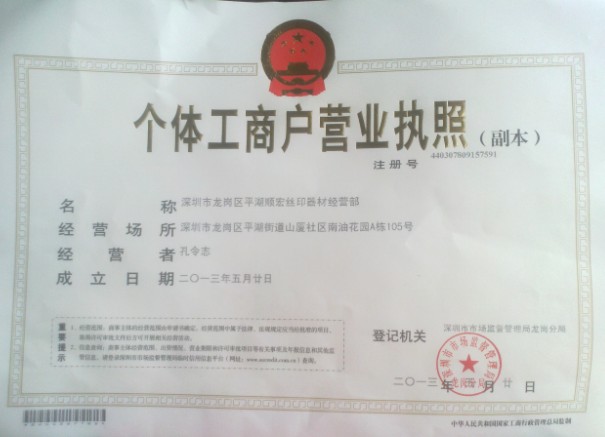 个体工商户营业执照（副本）
注册号 440307809157591
名称 深圳市龙岗区平湖顺宏丝印器材经营部
经营场所 深圳市龙岗区平湖街道山厦社区南油花园A栋105号
经营者 孔令志
成立日期 二〇一三年五月廿日
重要提示
登记机关 深圳市市场监督管理局龙岗分局
二〇一三年五月廿日
中华人民共和国国家工商行政管理总局监制